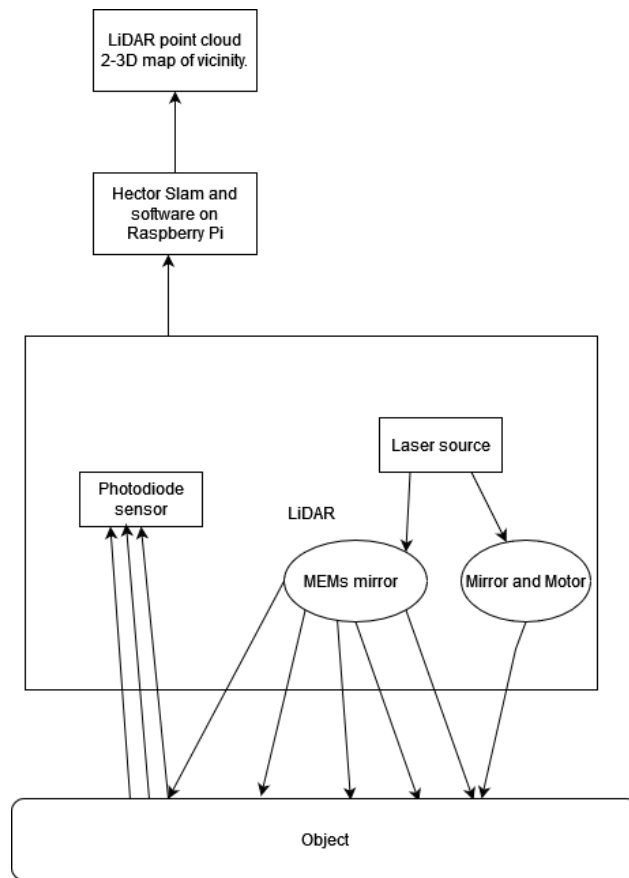 LiDAR point cloud
2-3D map of vicinity.
Hector Slam and
software on
Raspberry Pi
Laser source
Photodiode
sensor
LiDAR
MEMs mirror
Mirror and Motor
Object